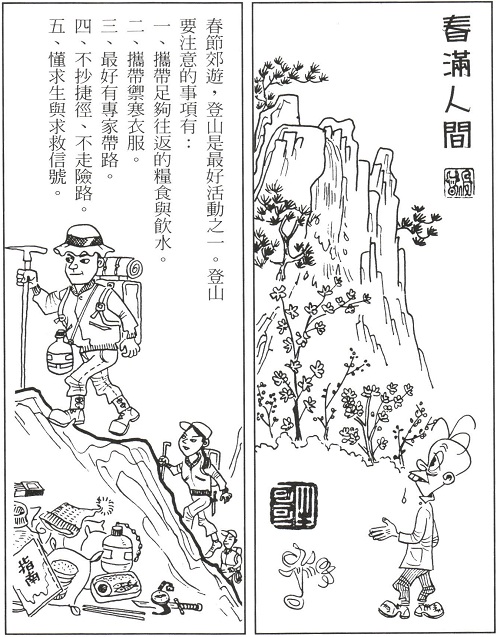 春滿人間
春節郊遊，登山是最好活動之一。登山
要注意的事項有：
一、攜帶足夠往返的糧食與飲水。
二、攜帶禦寒衣服。
三、最好有專家帶路。
四、不抄捷徑、不走險路。
五、懂求生與求救信號。
指南